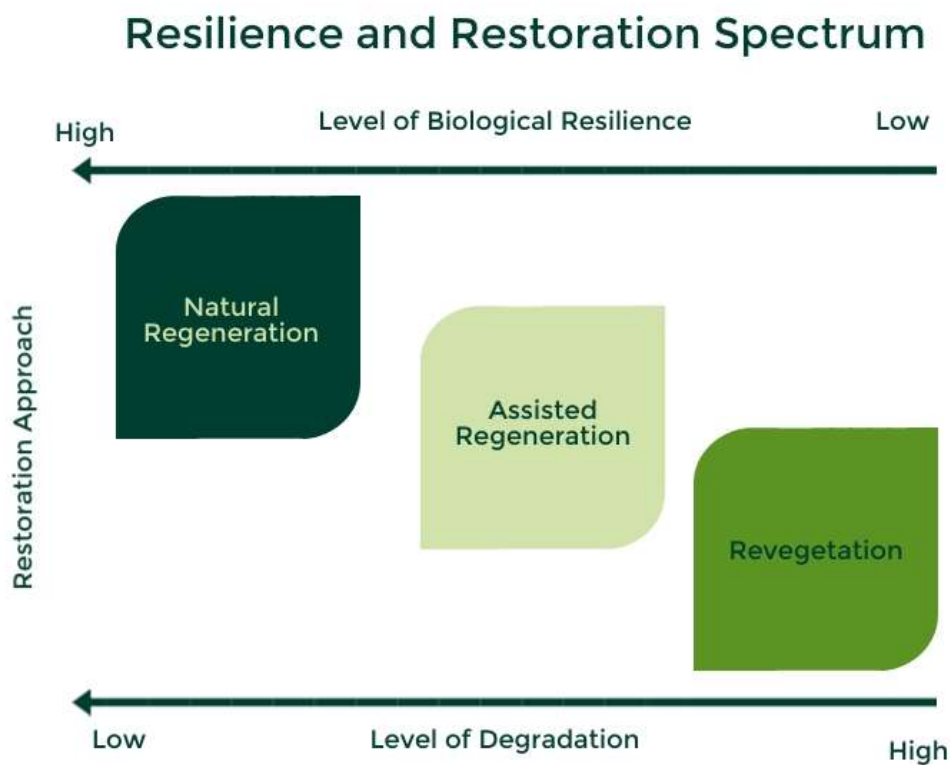 Resilience and Restoration Spectrum
High
Level of Biological Resilience
Low
Natural
Regeneration
Assisted
Regeneration
Revegetation
Restoration Approach
Low
Level of Degradation
High